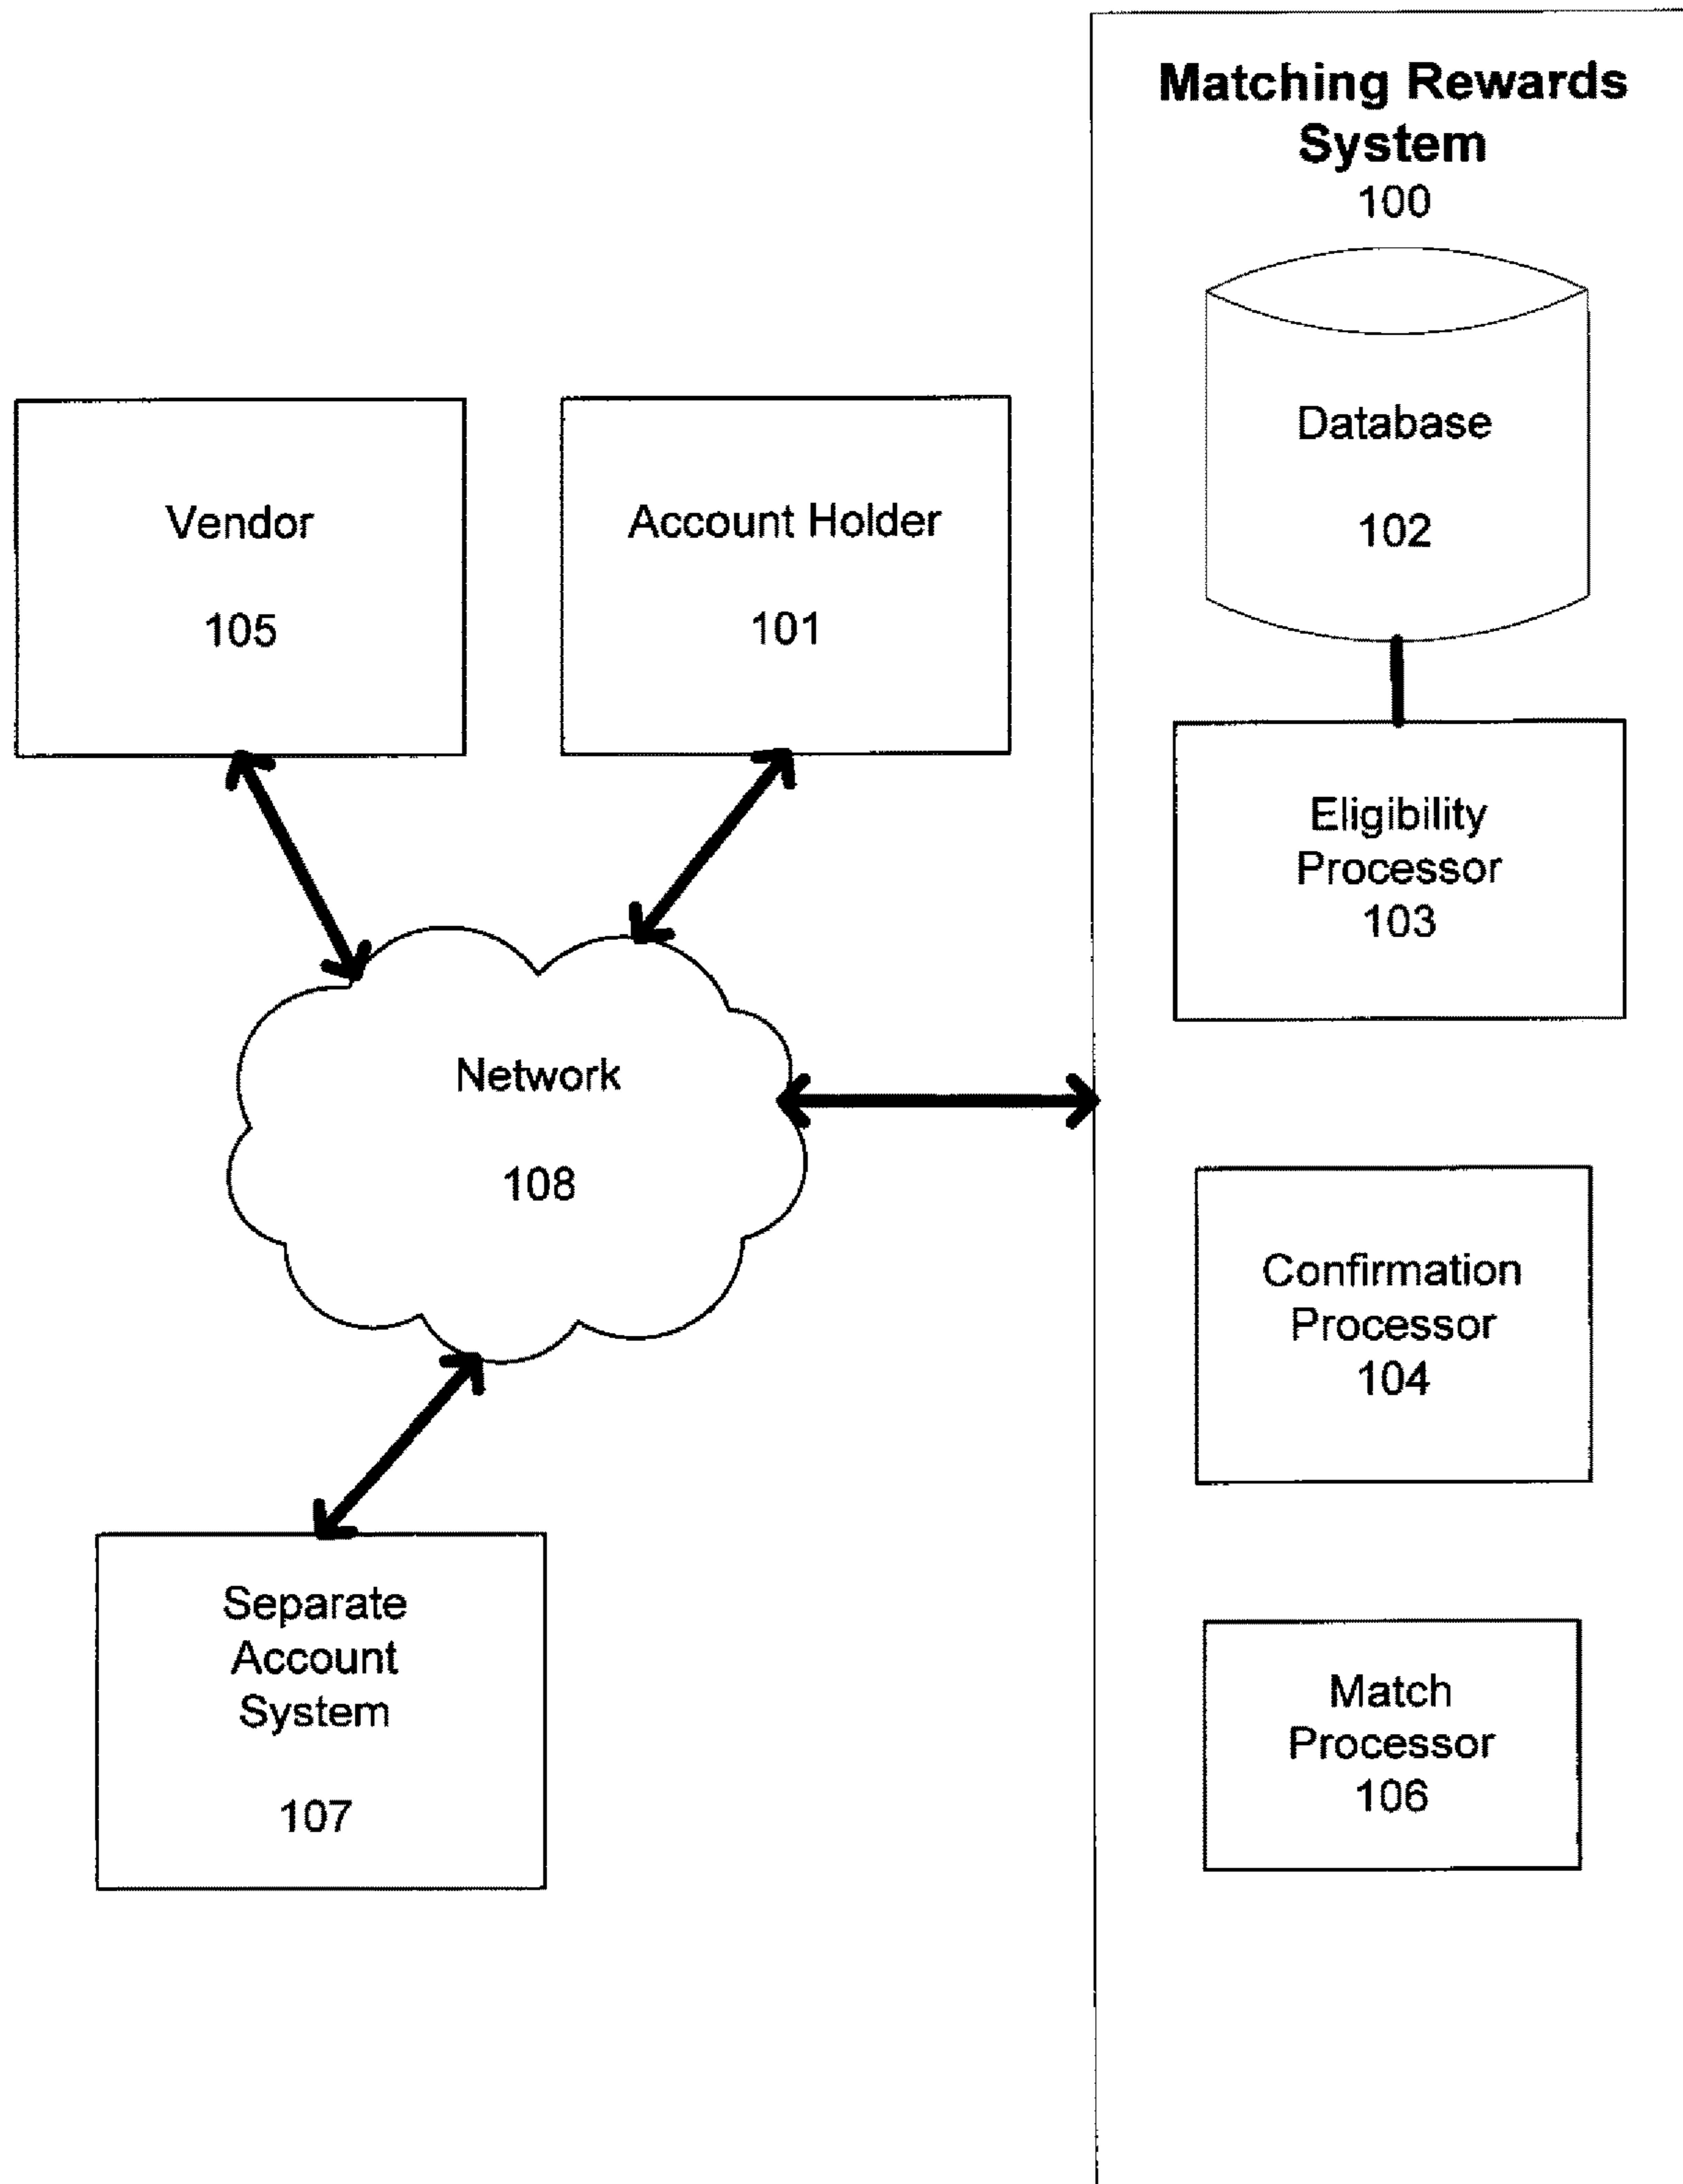 Matching Rewards
System
100
Database
102
Vendor
105
Account Holder
101
Eligibility
Processor
103
Network
108
Confirmation
Processor
104
Separate
Account
System
107
Match
Processor
106